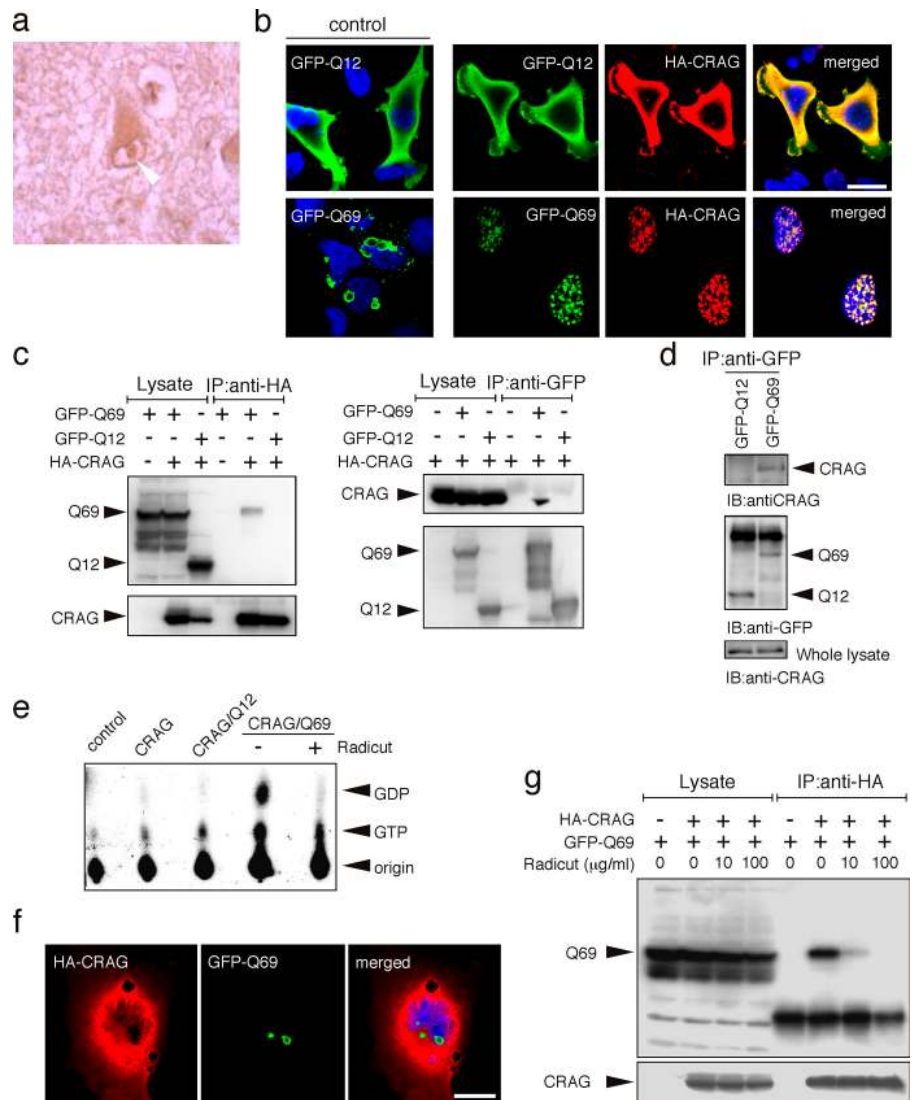 a
b
control
GFP-Q12
GFP-Q12
HA-CRAG
merged
GFP-Q69
GFP-Q69
HA-CRAG
merged
c
Lysate IP:anti-HA
GFP-Q69 + + - + + -
GFP-Q12 - - + - - +
HA-CRAG - + + - + +
Q69
Q12
CRAG
Lysate IP:anti-GFP
GFP-Q69 - + - - + -
GFP-Q12 - - + - - +
HA-CRAG + + + + + +
CRAG
Q69
Q12
d
IP:anti-GFP
GFP-Q12
GFP-Q69
CRAG
IB:antiCRAG
Q69
Q12
IB:anti-GFP
Whole lysate
IB:anti-CRAG
e
control
CRAG
CRAG/Q12
CRAG/Q69
- + Radicut
GDP
GTP
origin
f
HA-CRAG
GFP-Q69
merged
g
Lysate IP:anti-HA
HA-CRAG - + + + - + + +
GFP-Q69 + + + + + + + +
Radicut (μg/ml) 0 0 10 100 0 0 10 100
Q69
CRAG